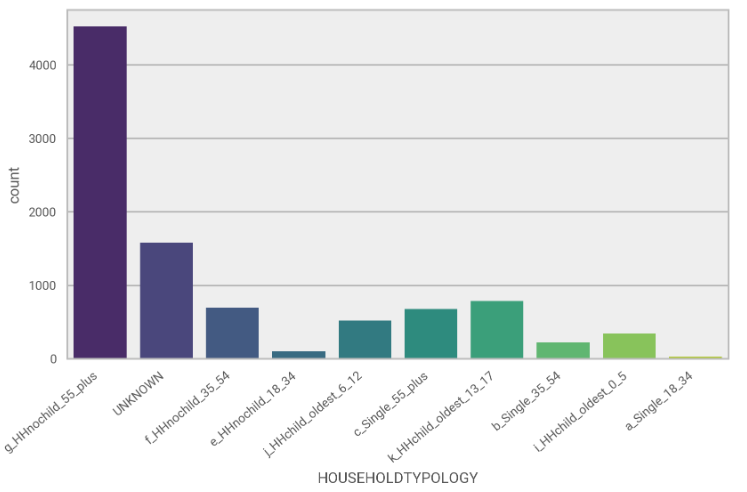 4000
3000
2000
1000
0
count
g_HHnochild_55_plus
UNKNOWN
f_HHnochild_35_54
e_HHnochild_18_34
j_HHchild_oldest_6_12
c_Single_55_plus
k_HHchild_oldest_13_17
b_Single_35_54
i_HHchild_oldest_0_5
a_Single_18_34
HOUSEHOLDTYPOLOGY